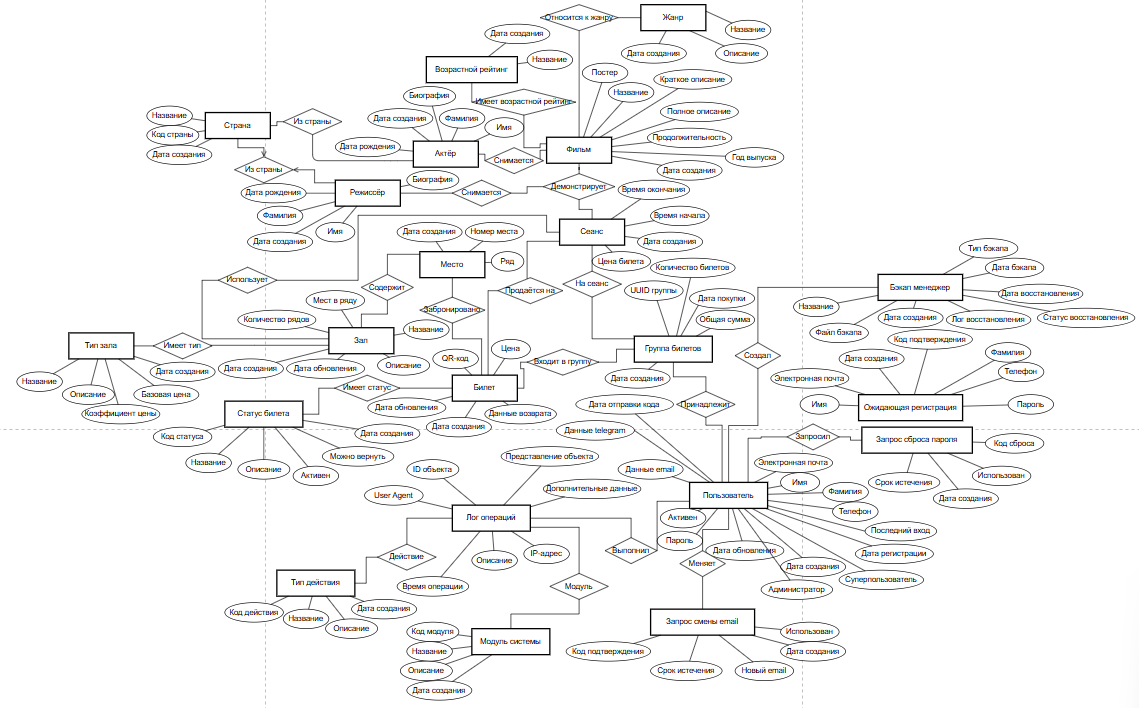 Относится к жанру
Жанр
Название
Дата создания
Описание
Дата создания
Возрастной рейтинг
Название
Имеет возрастной рейтинг
Постер
Краткое описание
Название
Полное описание
Продолжительность
Год выпуска
Дата создания
Фильм
Биография
Дата создания
Фамилия
Имя
Дата рождения
Актёр
Снимается
Название
Код страны
Дата создания
Страна
Из страны
Из страны
Биография
Дата рождения
Режиссёр
Снимается
Демонстрирует
Фамилия
Имя
Дата создания
Время окончания
Время начала
Сеанс
Дата создания
Цена билета
Дата создания
Номер места
Место
Ряд
Использует
Содержит
Продаётся на
На сеанс
Количество билетов
UUID группы
Дата покупки
Общая сумма
Мест в ряду
Количество рядов
Забронировано
Название
Зал
Тип зала
Имеет тип
Дата создания
Дата создания
Дата обновления
Описание
Название
Описание
Базовая цена
Коэффициент цены
QR-код
Цена
Входит в группу
Группа билетов
Дата создания
Имеет статус
Билет
Дата обновления
Дата создания
Данные возврата
Принадлежит
Статус билета
Код статуса
Название
Описание
Активен
Можно вернуть
Дата создания
Тип бэкапа
Дата бэкапа
Бэкап менеджер
Дата восстановления
Название
Файл бэкапа
Дата создания
Лог восстановления
Статус восстановления
Код подтверждения
Создал
Дата создания
Фамилия
Телефон
Электронная почта
Имя
Ожидающая регистрация
Пароль
Дата отправки кода
Данные telegram
Запросил
Запрос сброса пароля
Код сброса
Использован
Срок истечения
Дата создания
Данные email
Электронная почта
Имя
Пользователь
Фамилия
Телефон
Последний вход
Дата регистрации
Суперпользователь
Активен
Пароль
Дата обновления
Дата создания
Администратор
Меняет
Выполнил
ID объекта
Представление объекта
User Agent
Дополнительные данные
Лог операций
Действие
Описание
IP-адрес
Время операции
Модуль
Тип действия
Код действия
Название
Описание
Дата создания
Код модуля
Название
Описание
Дата создания
Модуль системы
Запрос смены email
Использован
Код подтверждения
Дата создания
Срок истечения
Новый email